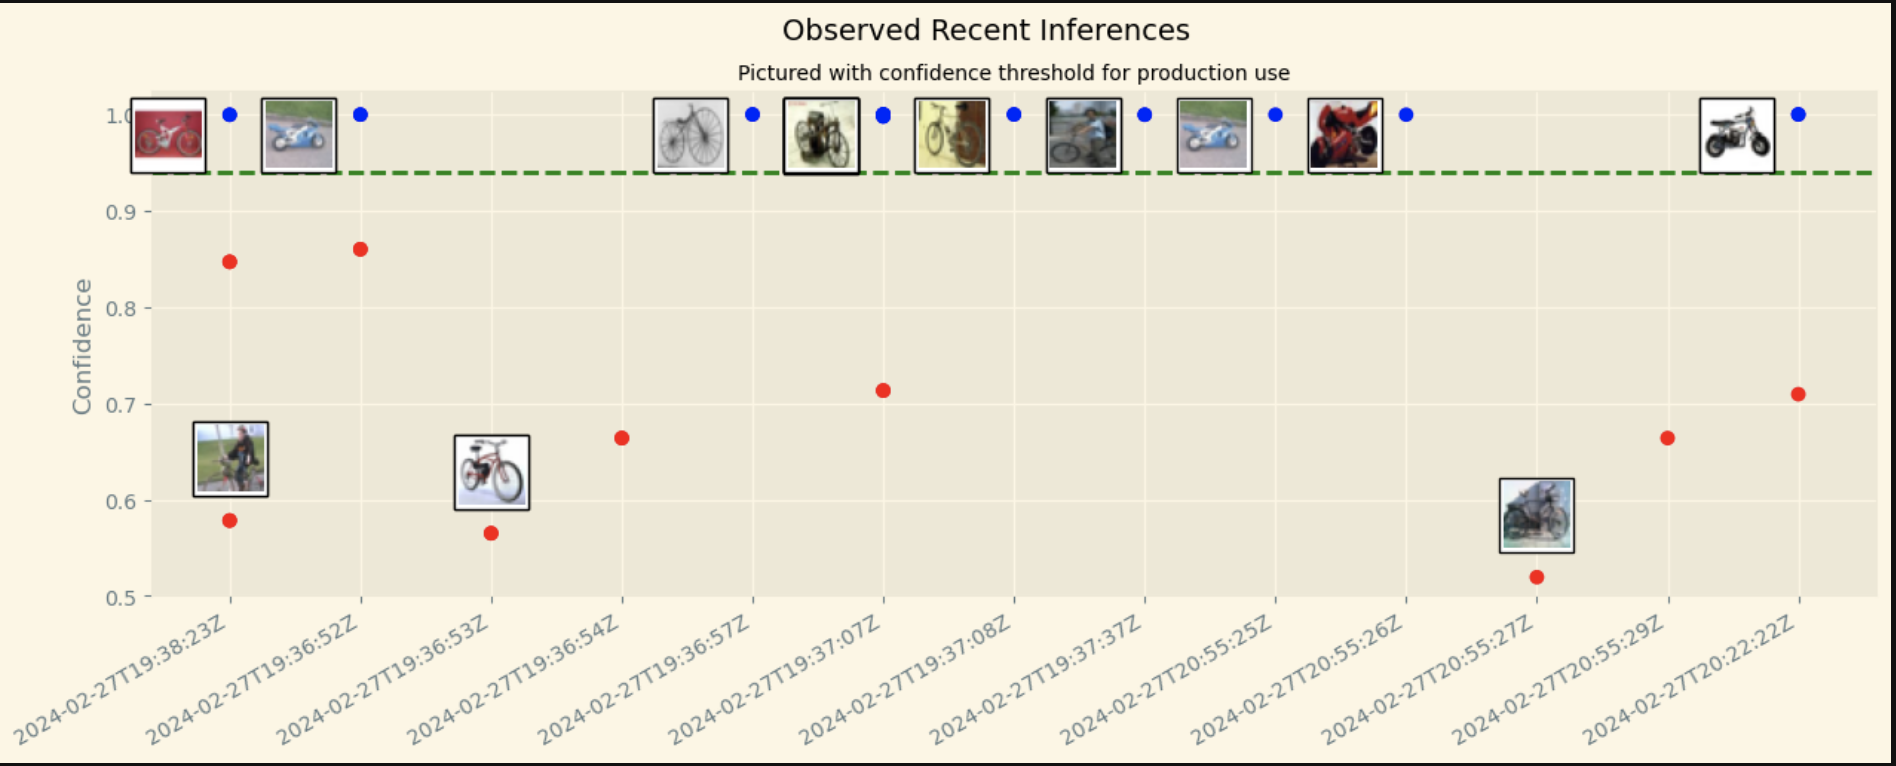 Observed Recent Inferences
Pictured with confidence threshold for production use
Confidence
1.0
0.9
0.8
0.7
0.6
0.5
2024-02-27T19:38:23Z
2024-02-27T19:36:52Z
2024-02-27T19:36:53Z
2024-02-27T19:36:54Z
2024-02-27T19:36:57Z
2024-02-27T19:37:07Z
2024-02-27T19:37:08Z
2024-02-27T19:37:37Z
2024-02-27T20:55:25Z
2024-02-27T20:55:26Z
2024-02-27T20:55:27Z
2024-02-27T20:55:29Z
2024-02-27T20:22:22Z